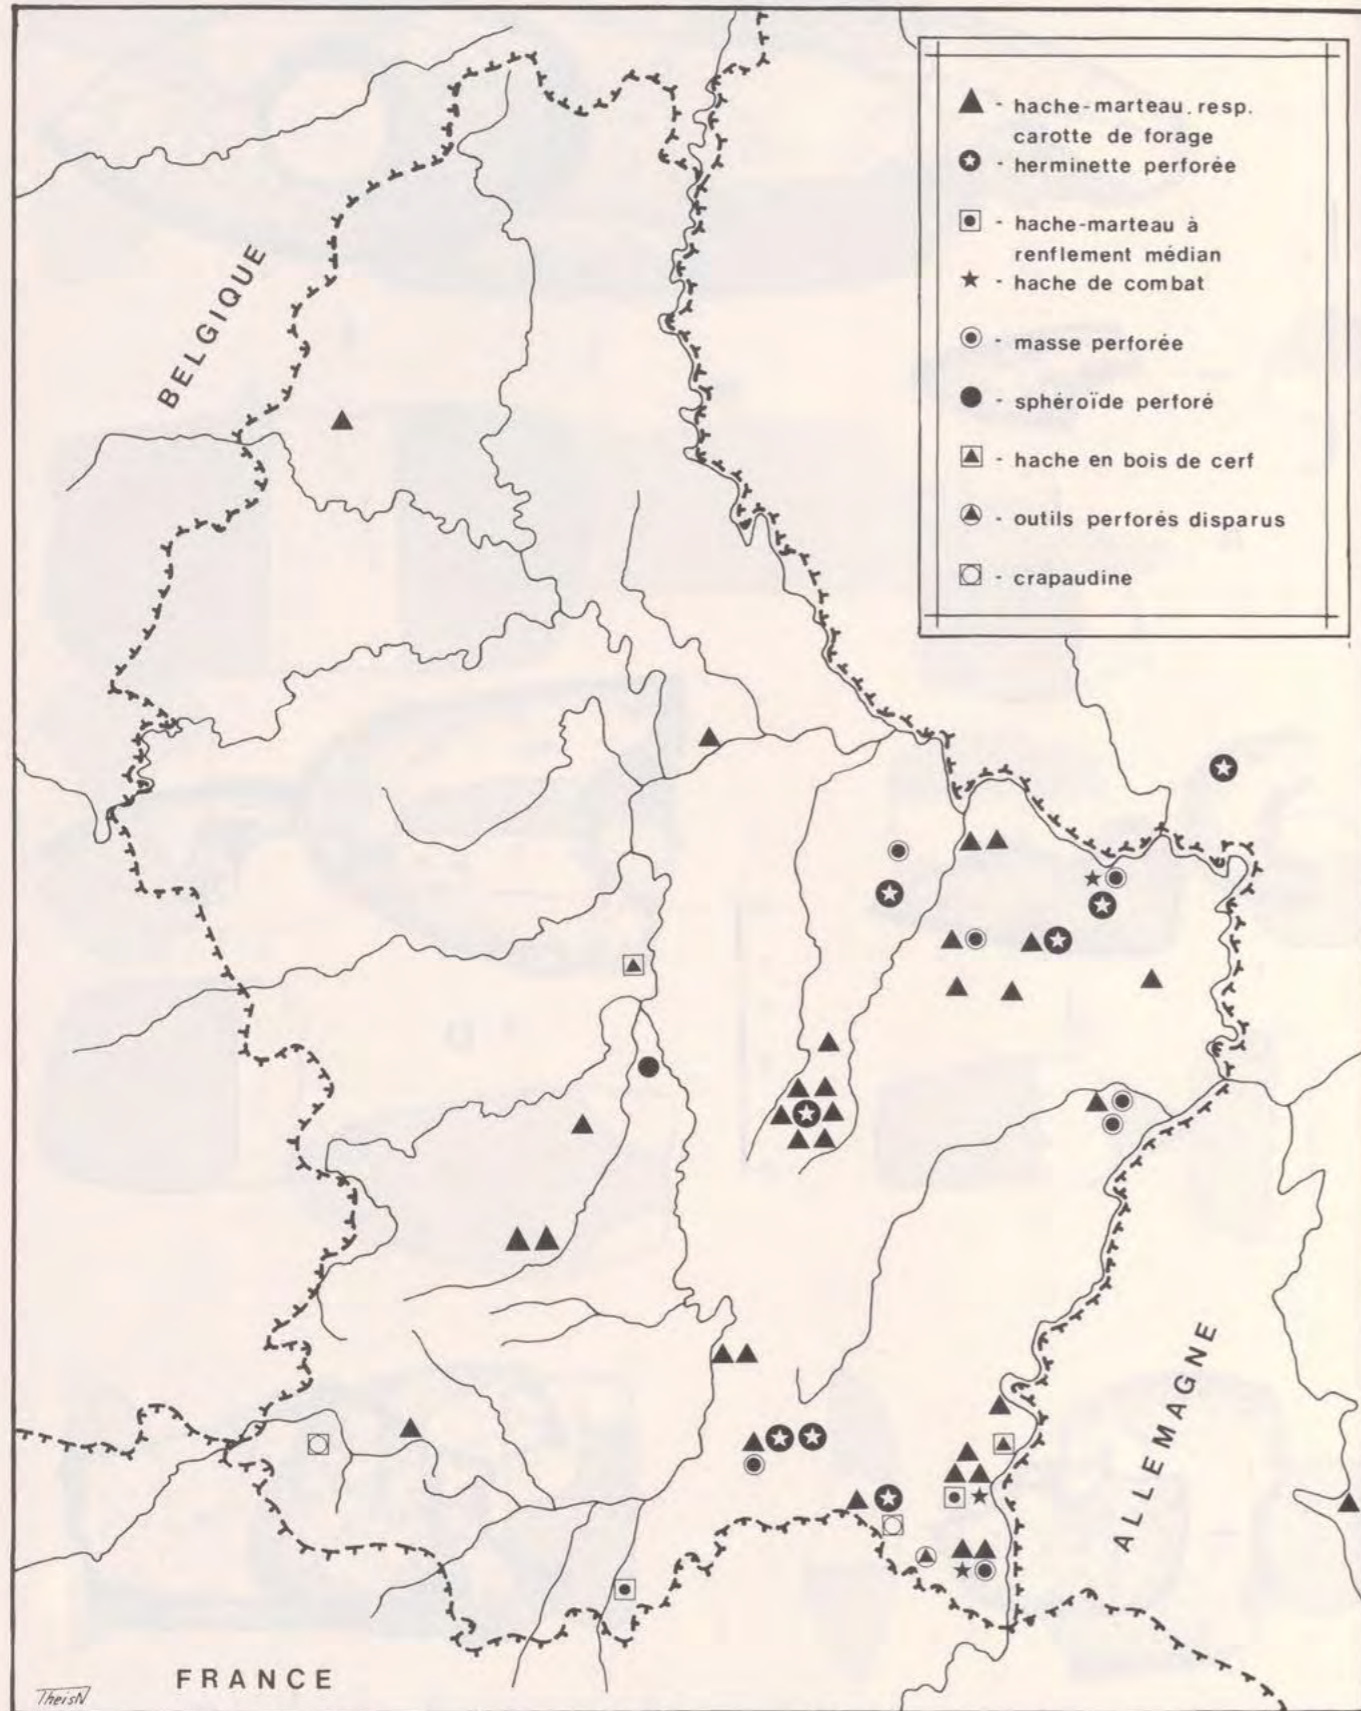 ▲ - hache-marteau. resp.
carotte de forage
- herminette perforée
- hache-marteau à
renflement médian
★ - hache de combat
- masse perforée
● - sphéroïde perforé
- hache en bois de cerf
- outils perforés disparus
- crapaudine
BELGIQUE
ALLEMAGNE
FRANCE
TheisN